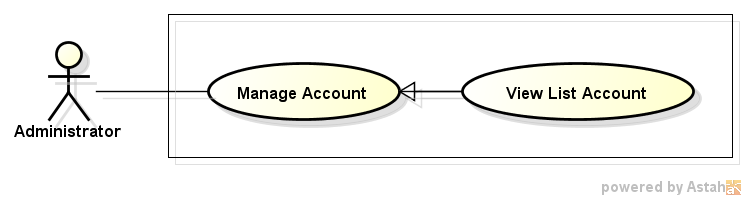 Manage Account
View List Account
Administrator
powered by Astah